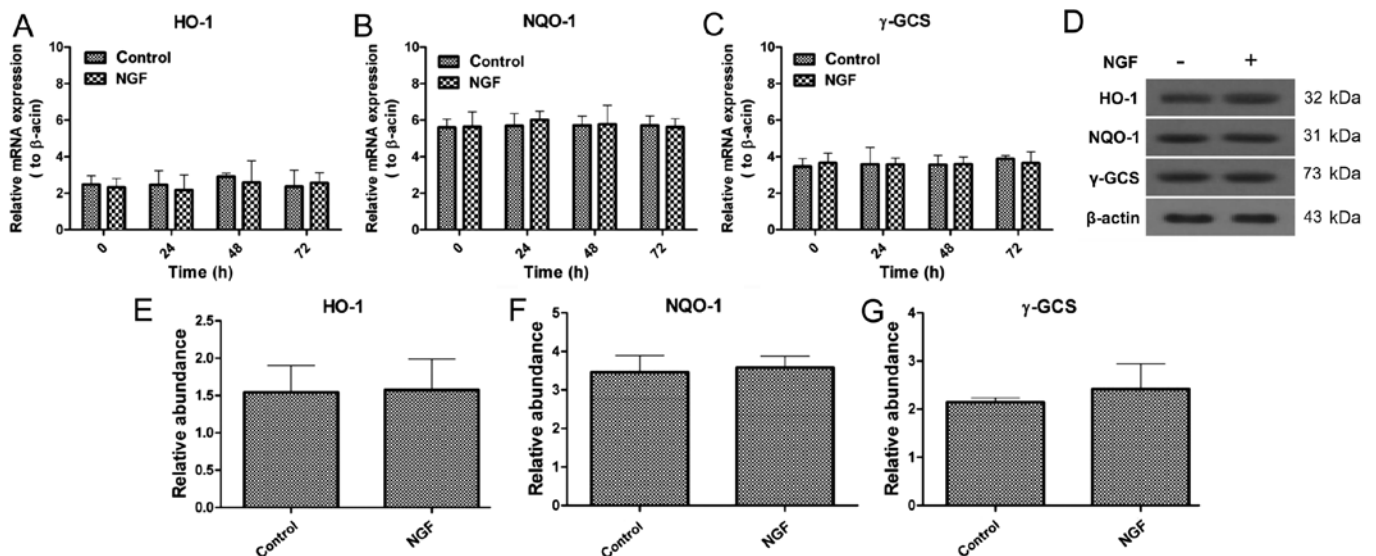 A
HO-1
Relative mRNA expression
( to β-acin)
10
8
6
4
2
0
Control
NGF
0
24
48
72
Time (h)
B
NQO-1
Relative mRNA expression
( to β-acin)
10
8
6
4
2
0
Control
NGF
0
24
48
72
Time (h)
C
γ-GCS
Relative mRNA expression
( to β-acin)
10
8
6
4
2
0
Control
NGF
0
24
48
72
Time (h)
D
NGF - +
HO-1 32 kDa
NQO-1 31 kDa
γ-GCS 73 kDa
β-actin 43 kDa
E
HO-1
Relative abundance
2.5
2.0
1.5
1.0
0.5
0.0
Control
NGF
F
NQO-1
Relative abundance
5
4
3
2
1
0
Control
NGF
G
γ-GCS
Relative abundance
4
3
2
1
0
Control
NGF